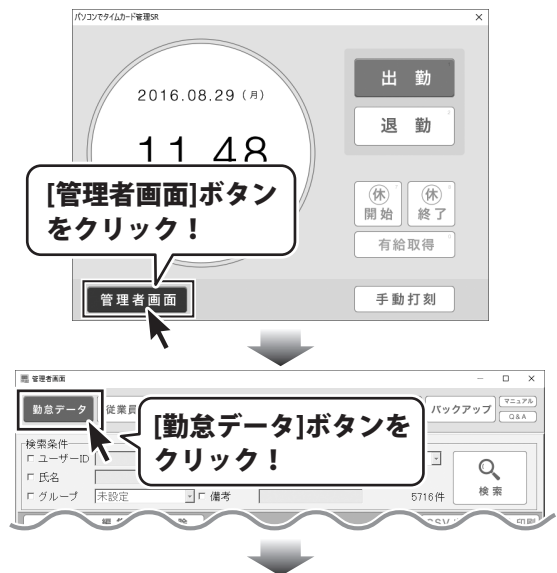 パソコンでタイムカード管理SR
出 勤
2016.08.29（月）
退 勤
11 48
[管理者画面]ボタン
をクリック！
休 休
開始 終了
有給取得
管理者画面 手動打刻
管理者画面
勤怠データ 従業員 バックアップ マニュアル
Q&A
[勤怠データ]ボタンを
クリック！
検索条件
ユーザーID
氏名
グループ 未設定 備考 5716件 検索